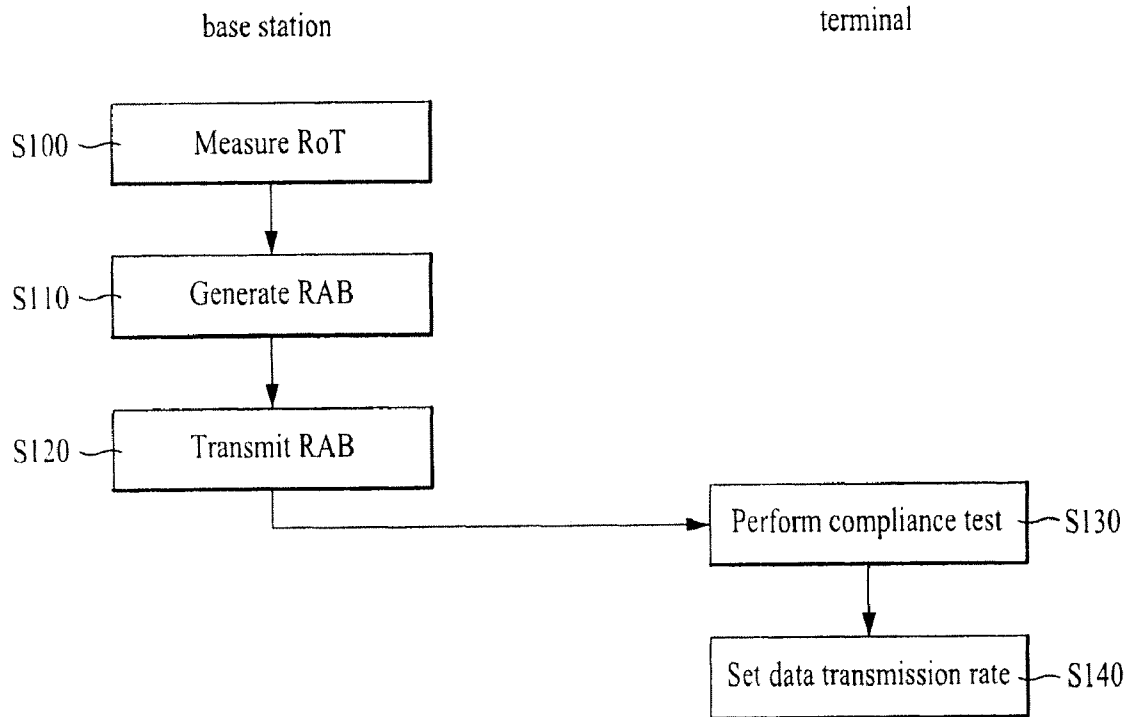 base station
terminal
S100
Measure RoT
S110
Generate RAB
S120
Transmit RAB
Perform compliance test
S130
Set data transmission rate
S140